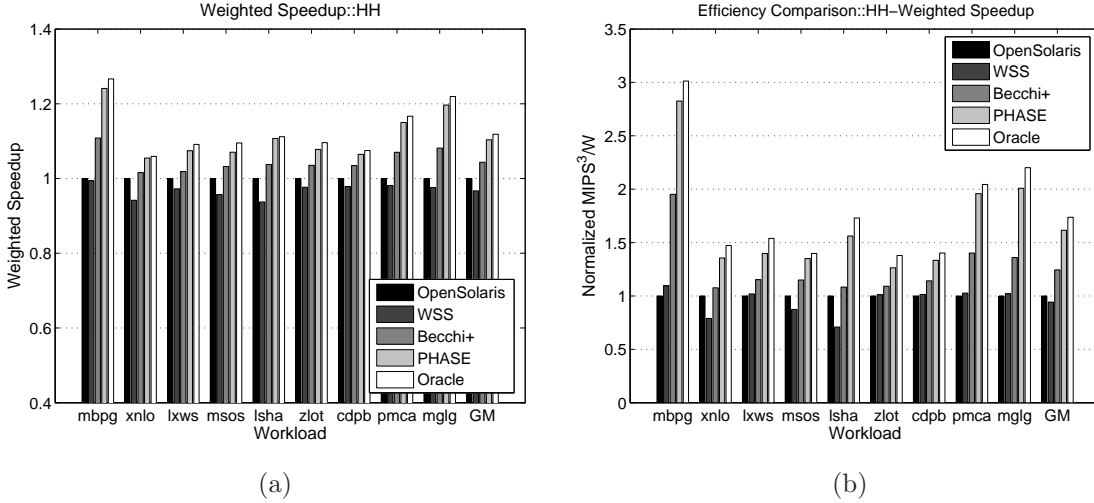 Weighted Speedup::HH
Weighted Speedup
1.4
1.2
1
0.8
0.6
0.4
OpenSolaris
WSS
Becchi+
PHASE
Oracle
mbpg xnlo lxws msos lsha zlot cdpb pmca mglg GM
Workload
(a)
Efficiency Comparison::HH−Weighted Speedup
Normalized MIPS³/W
3.5
3
2.5
2
1.5
1
0.5
0
OpenSolaris
WSS
Becchi+
PHASE
Oracle
mbpg xnlo lxws msos lsha zlot cdpb pmca mglg GM
Workload
(b)